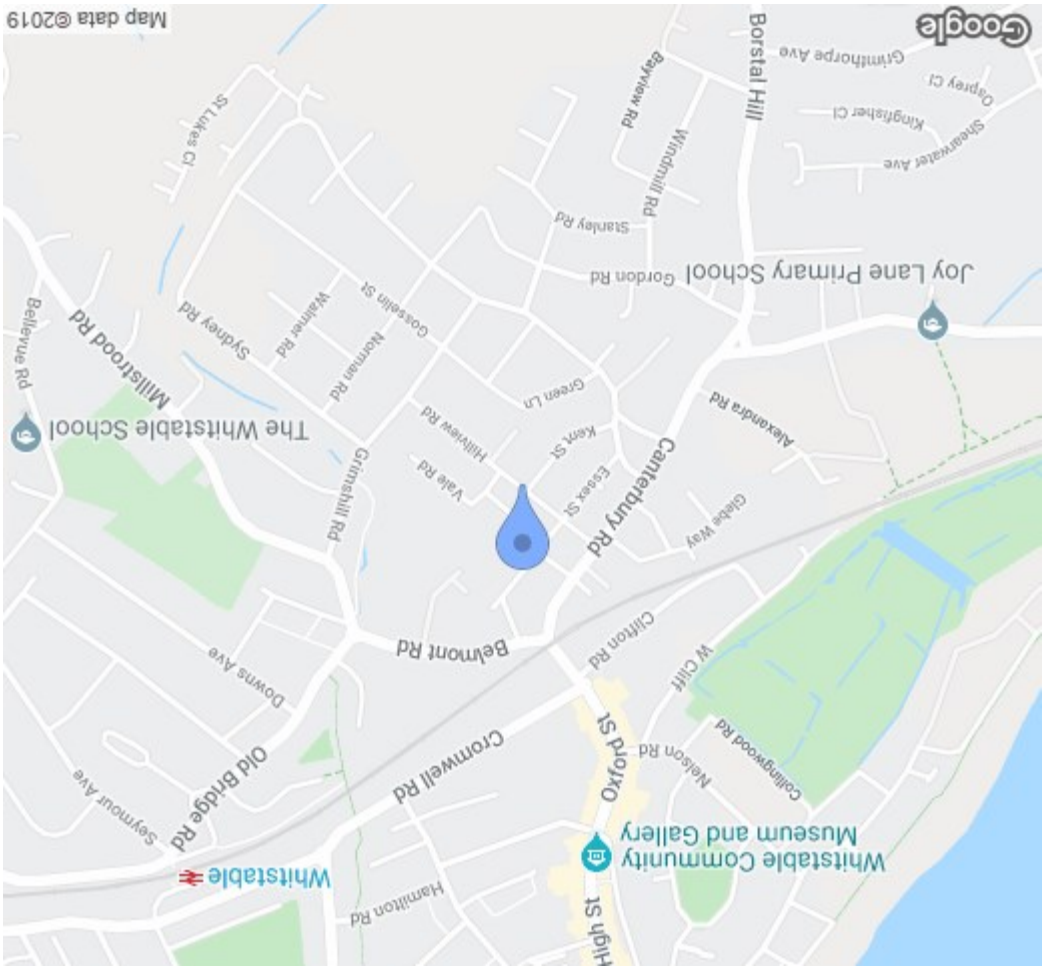 High St
Hamilton Rd
Whitstable
Whitstable Community
Museum and Gallery
Seymour Ave
Old Bridge Rd
Cromwell Rd
Oxford St
Nelson Rd
Collingwood Rd
Downs Ave
W Cliff
Clifton Rd
Belmont Rd
Glebe Way
Canterbury Rd
Essex St
Vale Rd
Grimshill Rd
Kent St
Hillview Rd
The Whitstable School
Alexandra Rd
Green Ln
Millstrood Rd
Norman Rd
Bellevue Rd
Sydney Rd
Walmer Rd
Gosselin St
Joy Lane Primary School
Gordon Rd
Stanley Rd
Windmill Rd
Shearwater Ave
St Lukes Cl
Kingfisher Cl
Bayview Rd
Osprey Cl
Borstal Hill
Grimthorpe Ave
Google
Map data ©2019